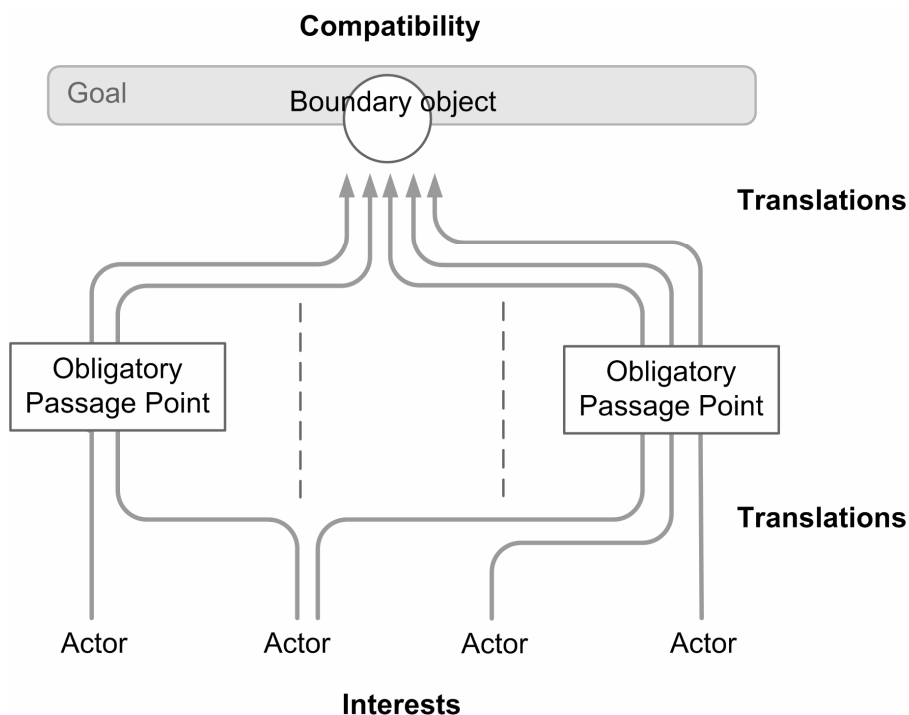 Compatibility
Goal
Boundary object
Translations
Obligatory
Passage Point
Obligatory
Passage Point
Translations
Actor
Actor
Actor
Actor
Interests